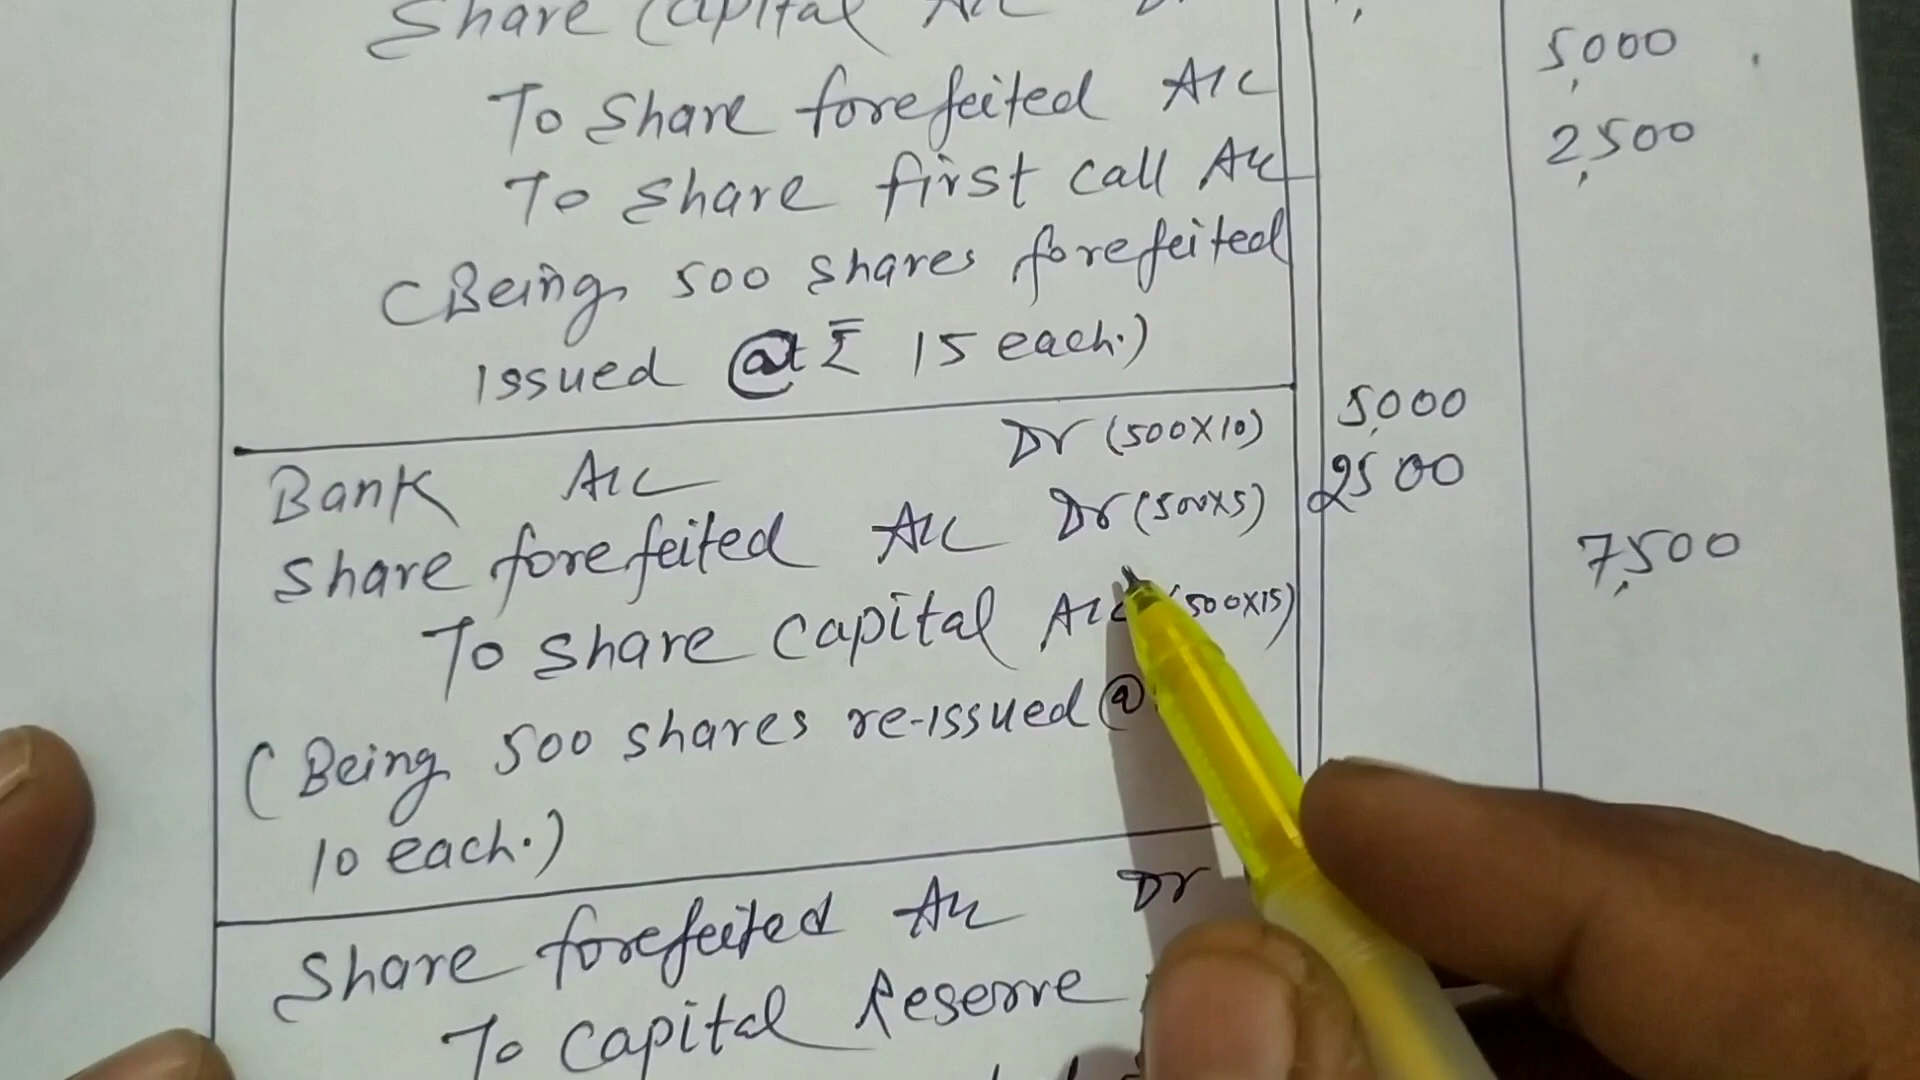 Share Capital A/c Dr
5,000
To Share forefeited A/c
2,500
To Share first call A/c
(Being 500 shares forefeited
issued @ ₹ 15 each.)
Bank A/c Dr (500X10) 5,000
Share forefeited A/c Dr (500X5) 2500
7,500
To share capital A/c (500X15)
(Being 500 shares re-issued @
10 each.)
Share forefeited A/c Dr
To Capital Reserve